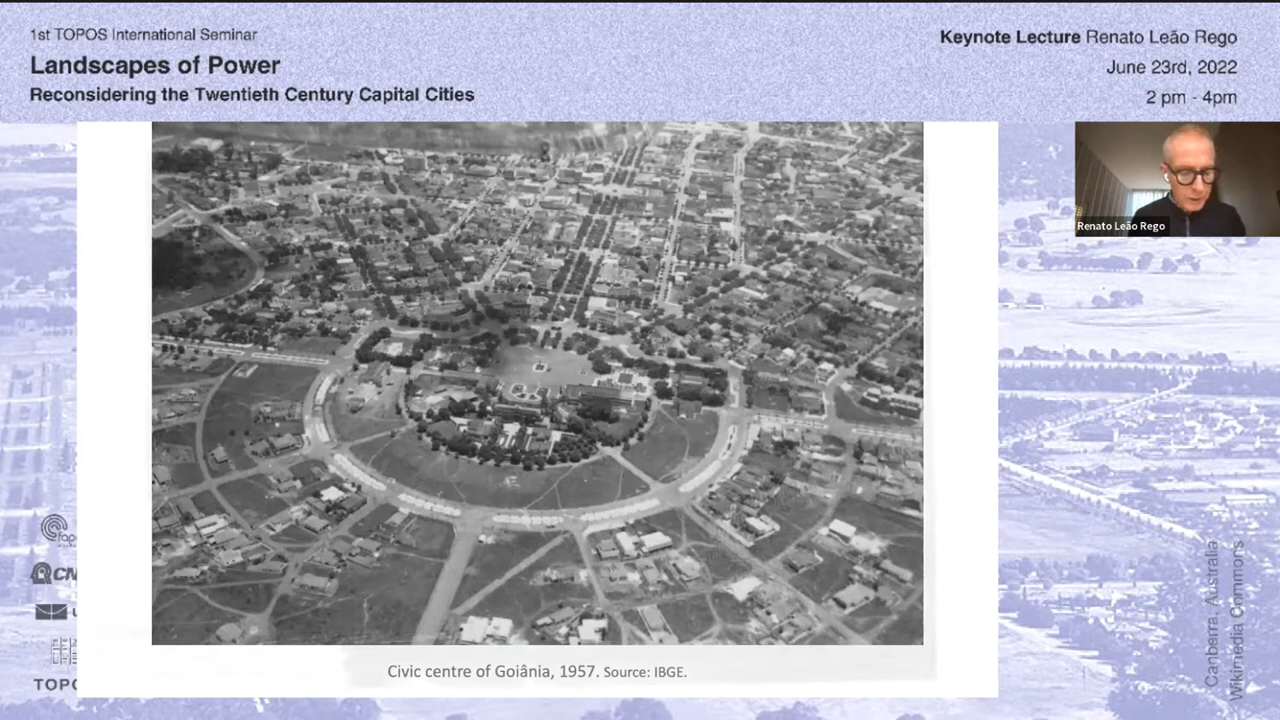 1st TOPOS International Seminar
Landscapes of Power
Reconsidering the Twentieth Century Capital Cities
Keynote Lecture Renato Leão Rego
June 23rd, 2022
2 pm - 4pm
Renato Leão Rego
Civic centre of Goiânia, 1957. Source: IBGE.
TOPO
Canberra, Australia
Wikimedia Commons